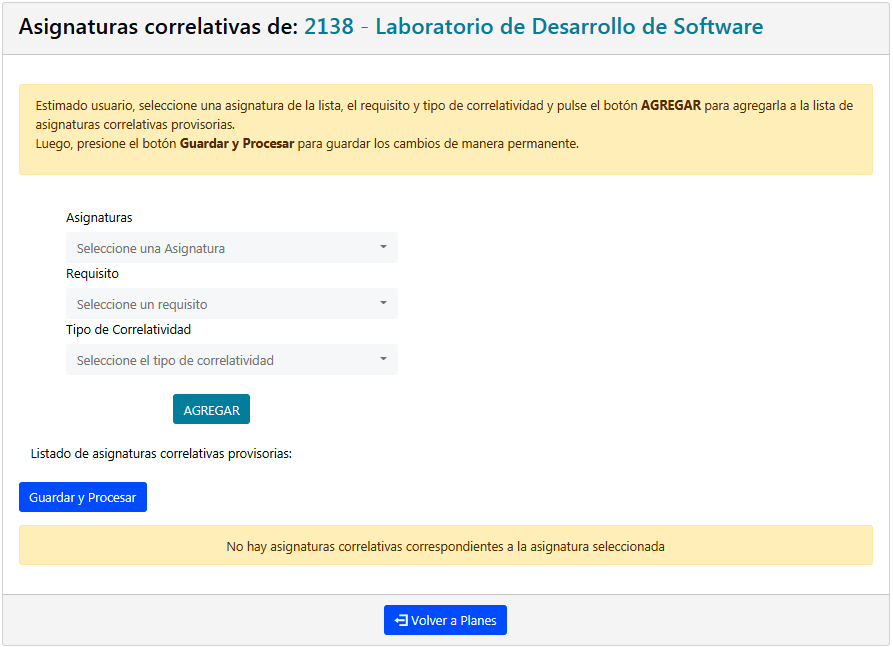 Asignaturas correlativas de: 2138 - Laboratorio de Desarrollo de Software
Estimado usuario, seleccione una asignatura de la lista, el requisito y tipo de correlatividad y pulse el botón AGREGAR para agregarla a la lista de
asignaturas correlativas provisorias.
Luego, presione el botón Guardar y Procesar para guardar los cambios de manera permanente.
Asignaturas
Seleccione una Asignatura
Requisito
Seleccione un requisito
Tipo de Correlatividad
Seleccione el tipo de correlatividad
AGREGAR
Listado de asignaturas correlativas provisorias:
Guardar y Procesar
No hay asignaturas correlativas correspondientes a la asignatura seleccionada
Volver a Planes